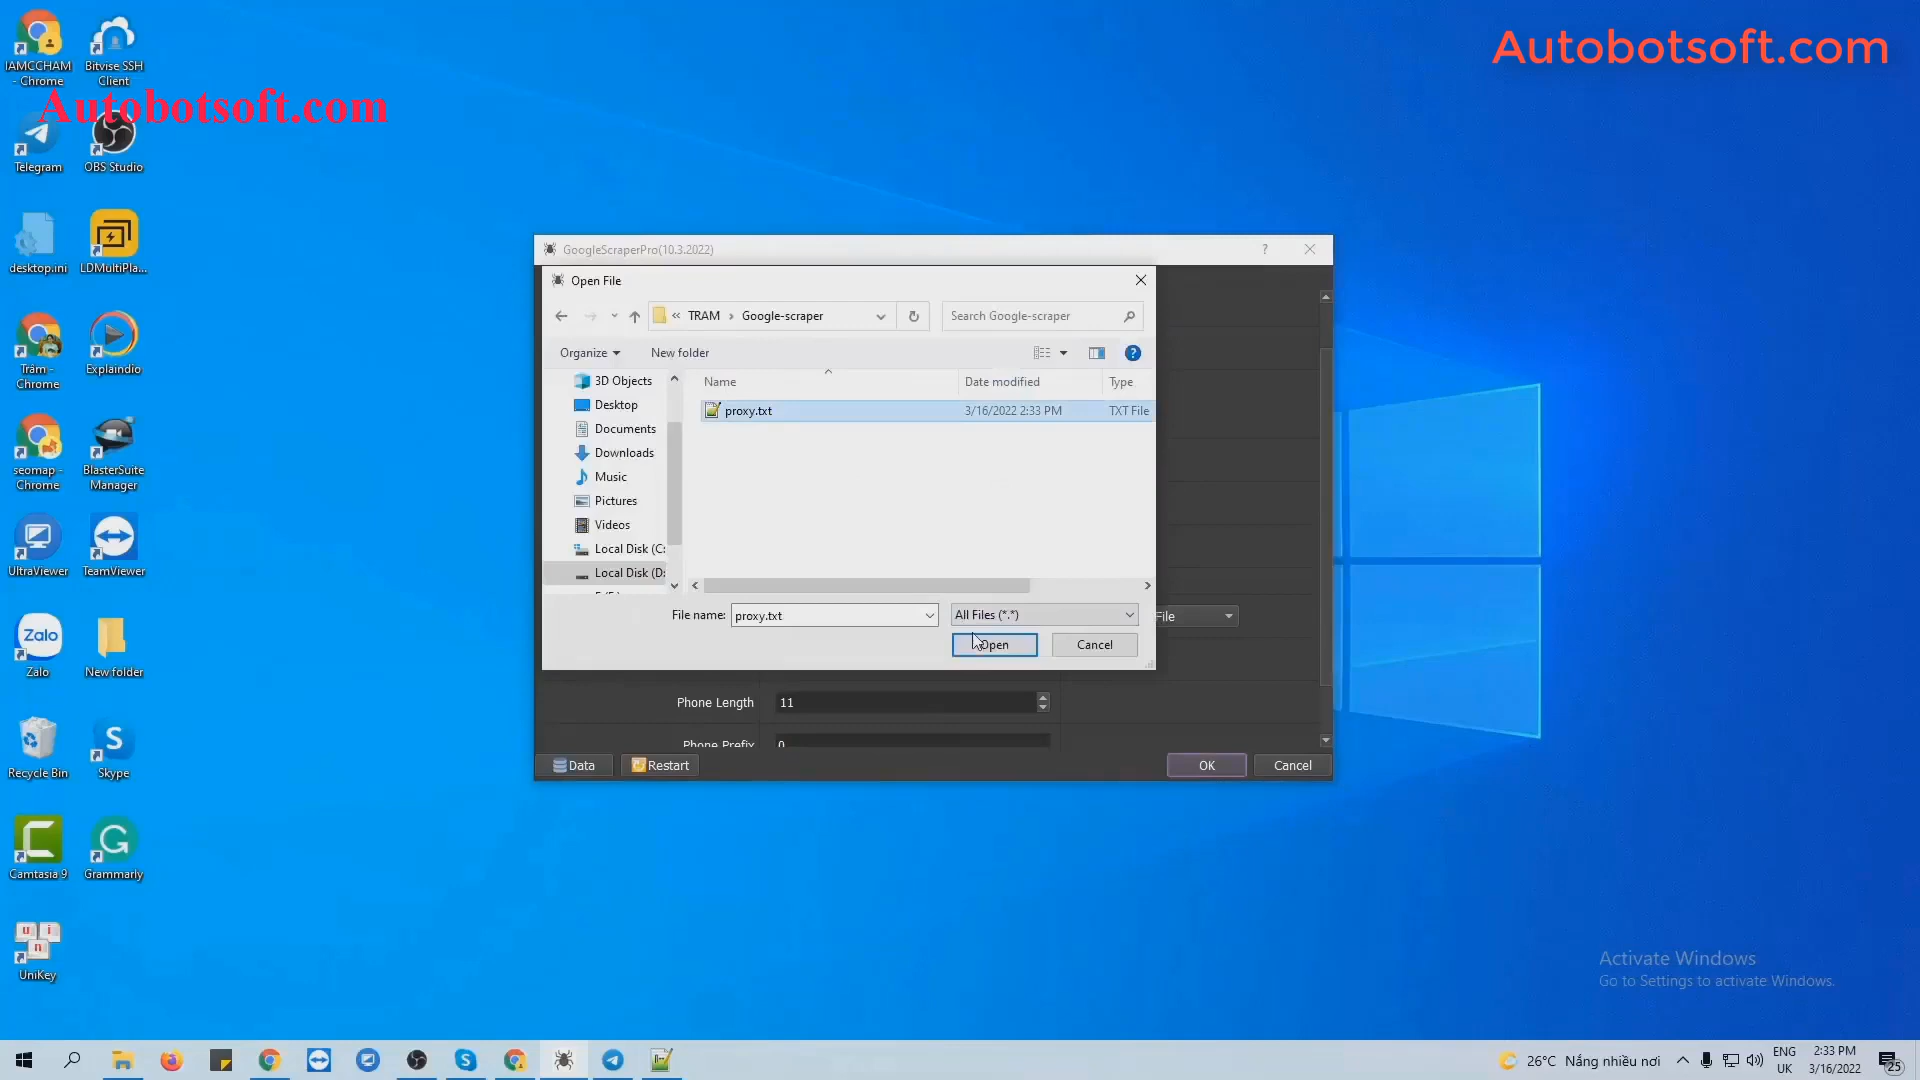 IAMCCHAM
- Chrome
Bitvise SSH
Client
Autobotsoft.com
Autobotsoft.com
Telegram
OBS Studio
desktop.ini
LDMultiPla...
Trâm -
Chrome
Explaindio
seomap -
Chrome
BlasterSuite
Manager
UltraViewer
TeamViewer
Zalo
Zalo
New folder
Recycle Bin
Skype
Camtasia 9
Grammarly
UniKey
GoogleScraperPro(10.3.2022)
Open File
« TRAM › Google-scraper
Search Google-scraper
Organize
New folder
Name
Date modified
Type
3D Objects
Desktop
Documents
Downloads
Music
Pictures
Videos
Local Disk (C:
Local Disk (D:
proxy.txt
3/16/2022 2:33 PM
TXT File
File name:
proxy.txt
All Files (*.*)
Open
Cancel
File
Phone Length
11
Phone Prefix
0
Data
Restart
OK
Cancel
Activate Windows
Go to Settings to activate Windows.
26°C Nắng nhiều nơi
ENG
UK
2:33 PM
3/16/2022
25